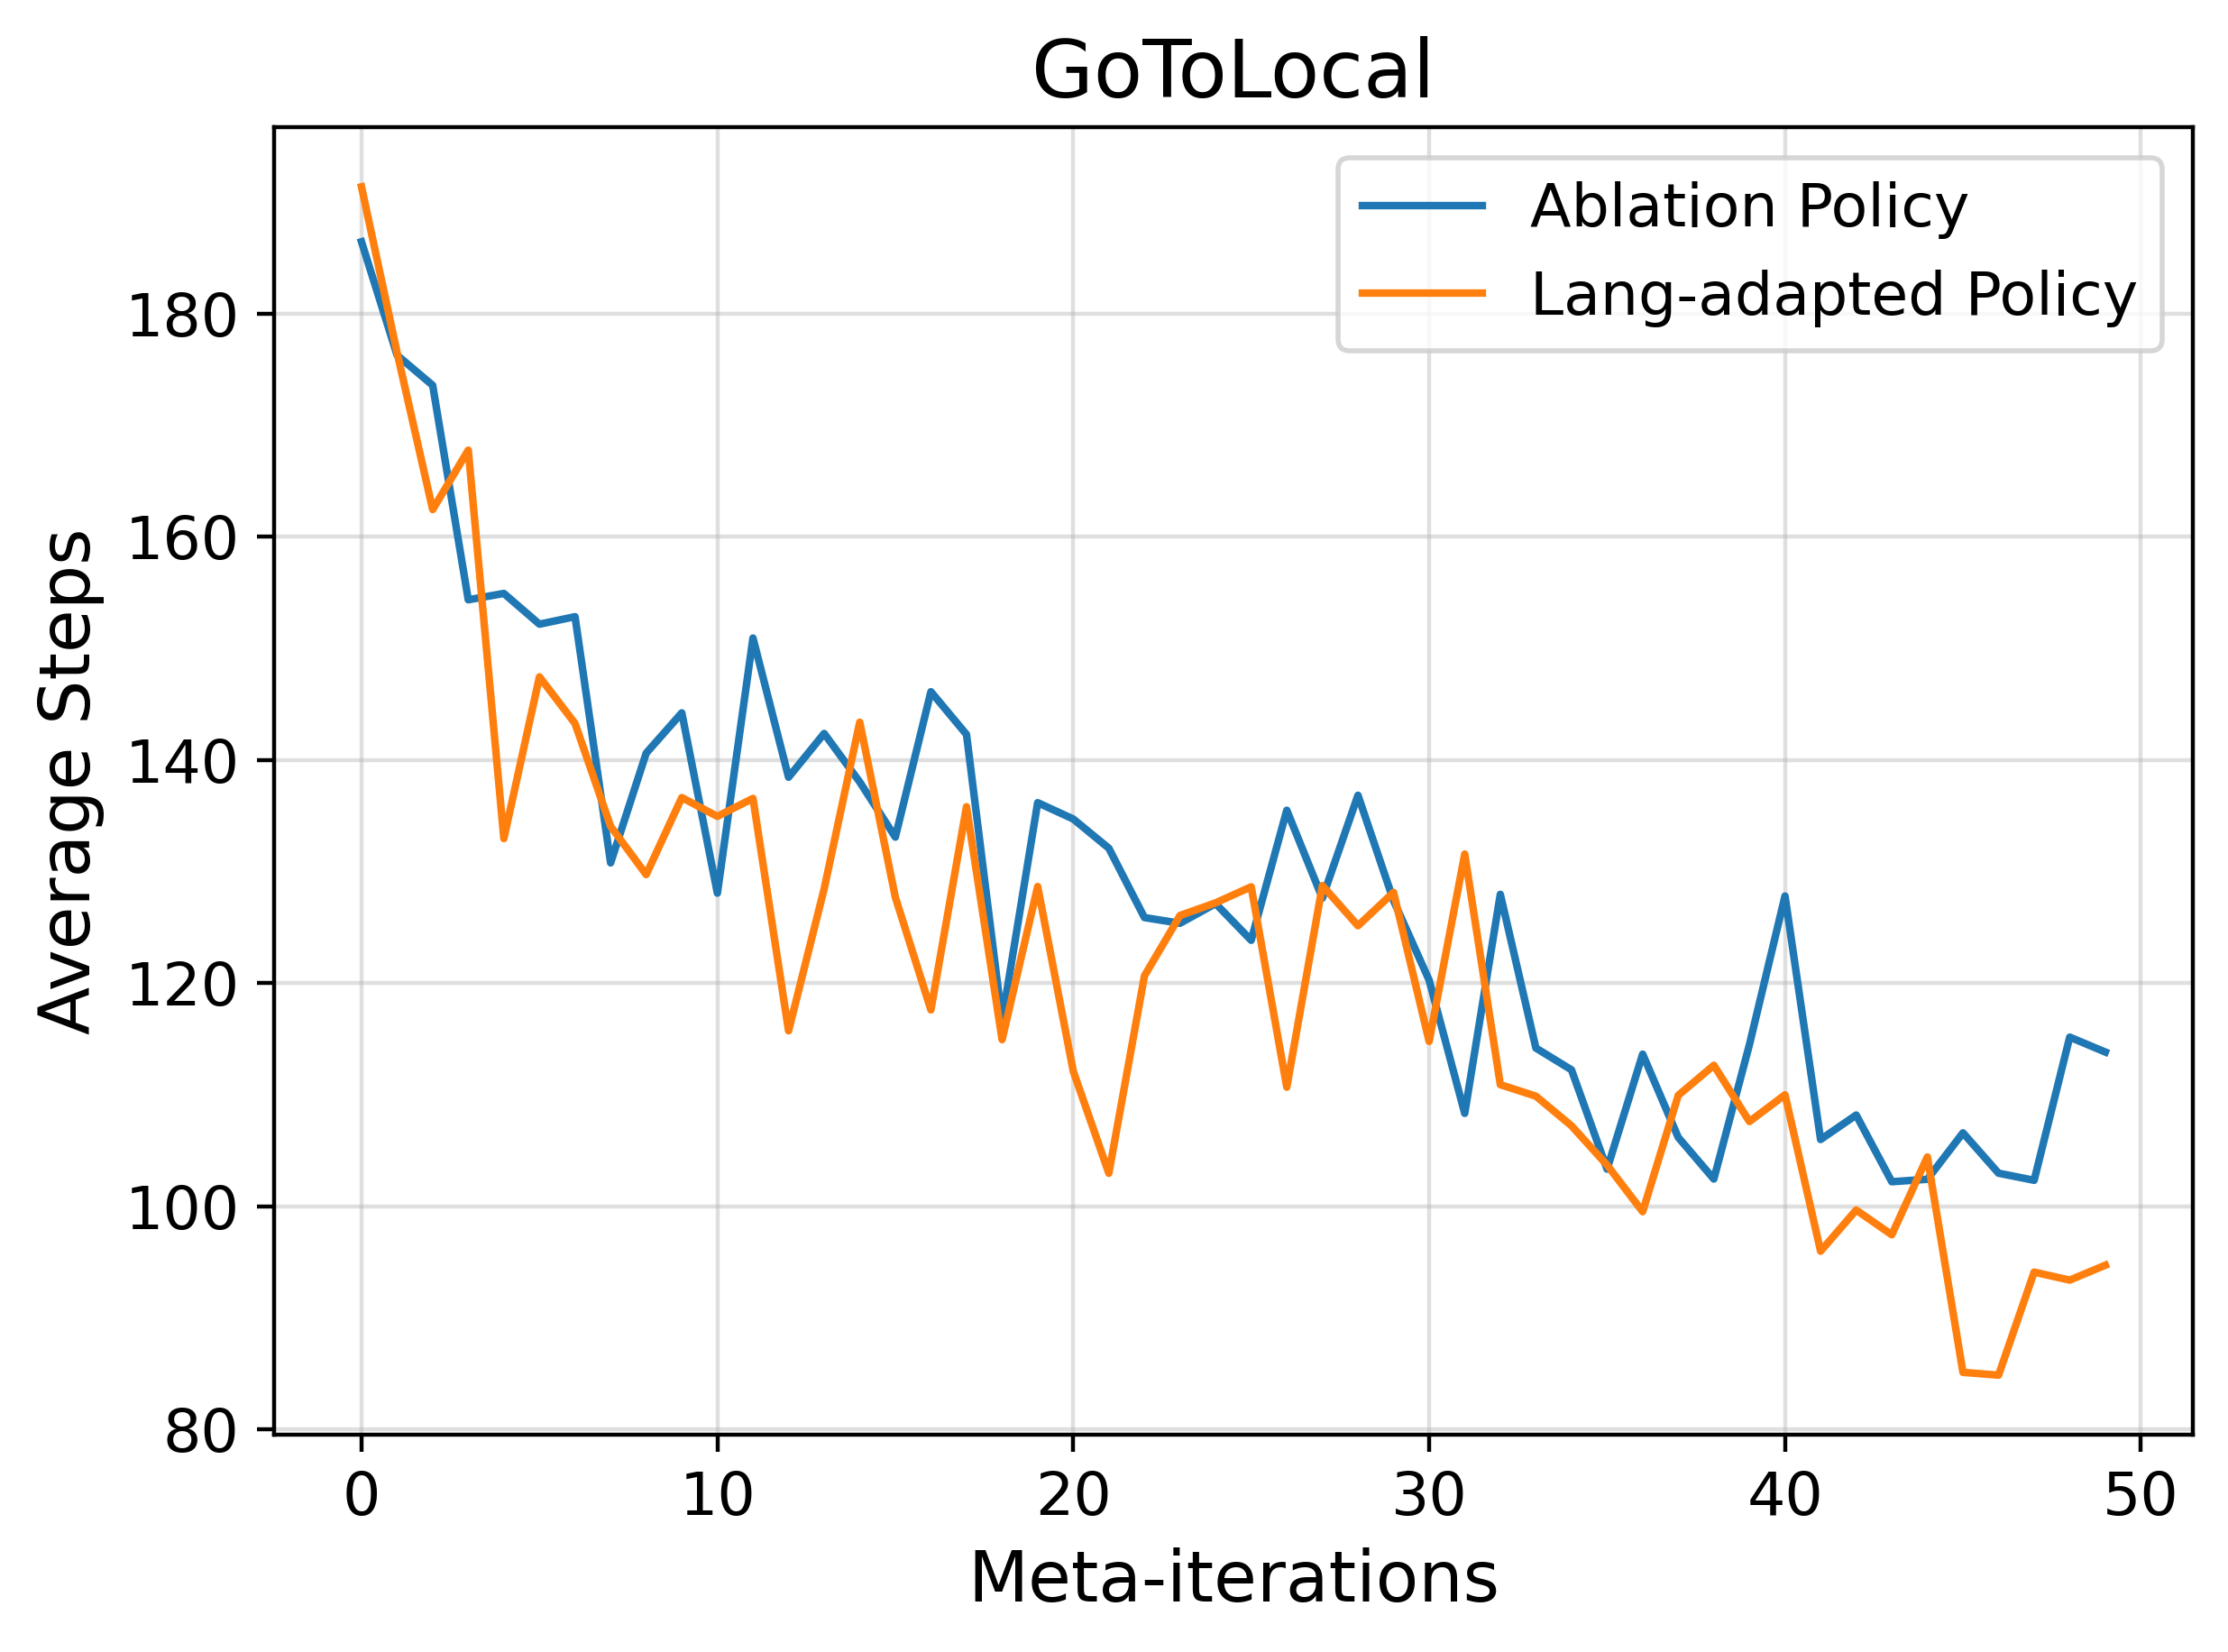 GoToLocal
Ablation Policy
Lang-adapted Policy
Average Steps
180
160
140
120
100
80
0 10 20 30 40 50
Meta-iterations